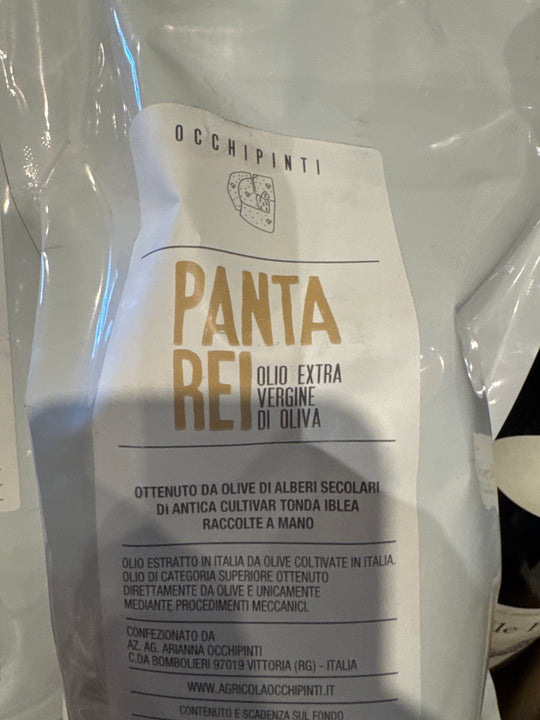 OCCHIPINTI
PANTA
REI
OLIO EXTRA
VERGINE
DI OLIVA
OTTENUTO DA OLIVE DI ALBERI SECOLARI
Di ANTICA CULTIVAR TONDA IBLEA
RACCOLTE A MANO
OLIO ESTRATTO IN ITALIA DA OLIVE COLTIVATE IN ITALIA.
OLIO DI CATEGORIA SUPERIORE OTTENUTO
DIRETTAMENTE DA OLIVE E UNICAMENTE
MEDIANTE PROCEDIMENTI MECCANICI.
CONFEZIONATO DA
AZ. AG. ARIANNA OCCHIPINTI
C.DA BOMBOLIERI 97019 VITTORIA (RG) - ITALIA
WWW.AGRICOLAOCCHIPINTI.IT
CONTENUTO E SCADENZA SUL FONDO